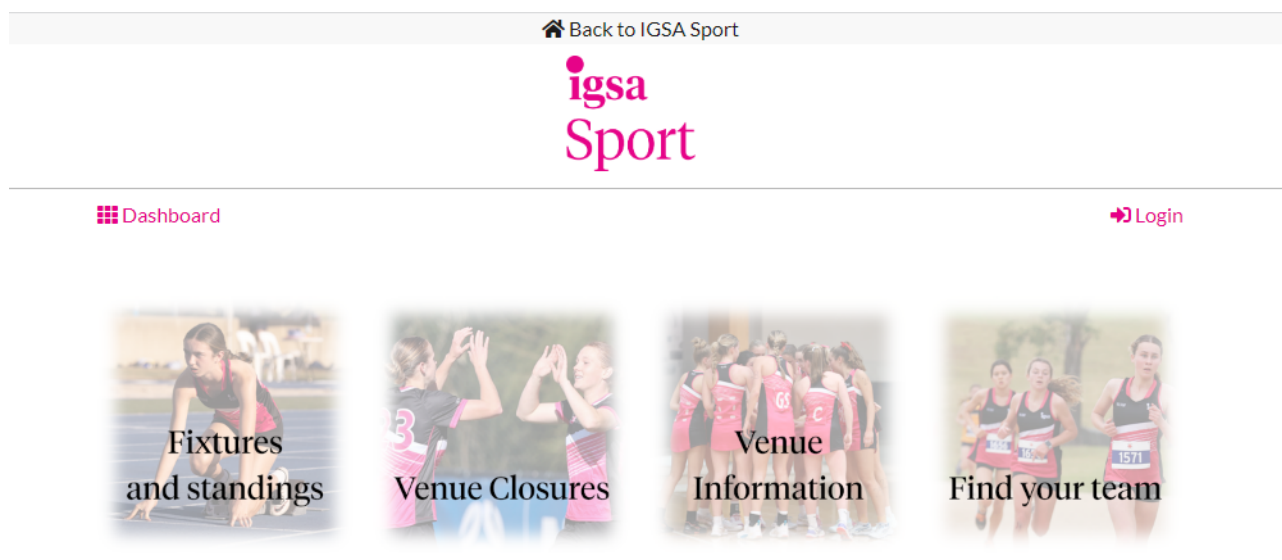 Back to IGSA Sport
igsa
Sport
Dashboard
Login
Fixtures
and standings
Venue Closures
Venue
Information
Find your team
3
GS
C
1571